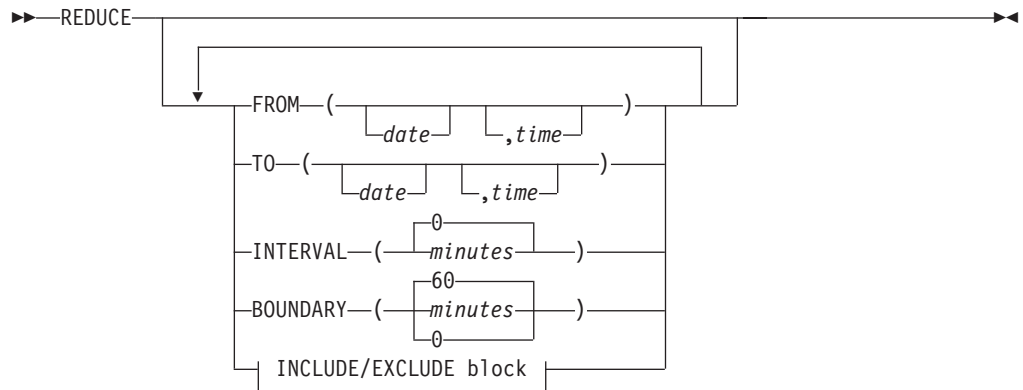 REDUCE
FROM ( date ,time )
TO ( date ,time )
INTERVAL ( 0 minutes )
BOUNDARY ( 60 minutes 0 )
INCLUDE/EXCLUDE block